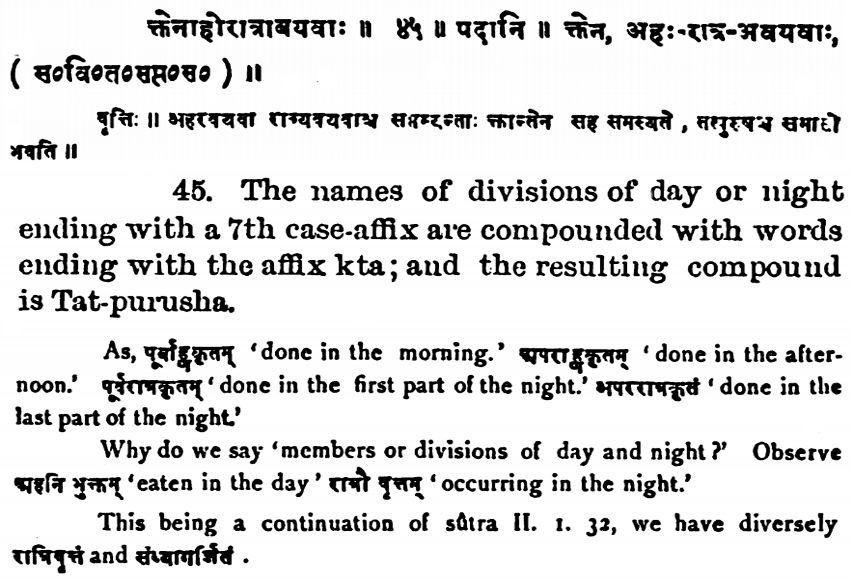 क्तेनाहोरात्रावयवाः ॥ ४५ ॥ पदानि ॥ क्तेन, अहः-रात्र-अवयवाः,
( स०वि०त०सप्त०स० ) ॥
वृत्तिः ॥ अहरवयवा रात्र्यवयवाश्च सप्तम्यन्ताः क्तान्तेन सह समस्यते , तत्पुरुषश्च समासो
भवति ॥
45. The names of divisions of day or night
ending with a 7th case-affix are compounded with words
ending with the affix kta; and the resulting compound
is Tat-purusha.
As, पूर्वाह्णकृतम् 'done in the morning.' अपराह्णकृतम् 'done in the after-
noon.' पूर्वरात्रकृतम् 'done in the first part of the night.' अपररात्रकृतं 'done in the
last part of the night.'
Why do we say 'members or divisions of day and night?' Observe
अहनि भुक्तम् 'eaten in the day' रात्रौ वृत्तम् 'occurring in the night.'
This being a continuation of sûtra II. 1. 32, we have diversely
रात्रिवृत्तं and संध्यागर्जितं .